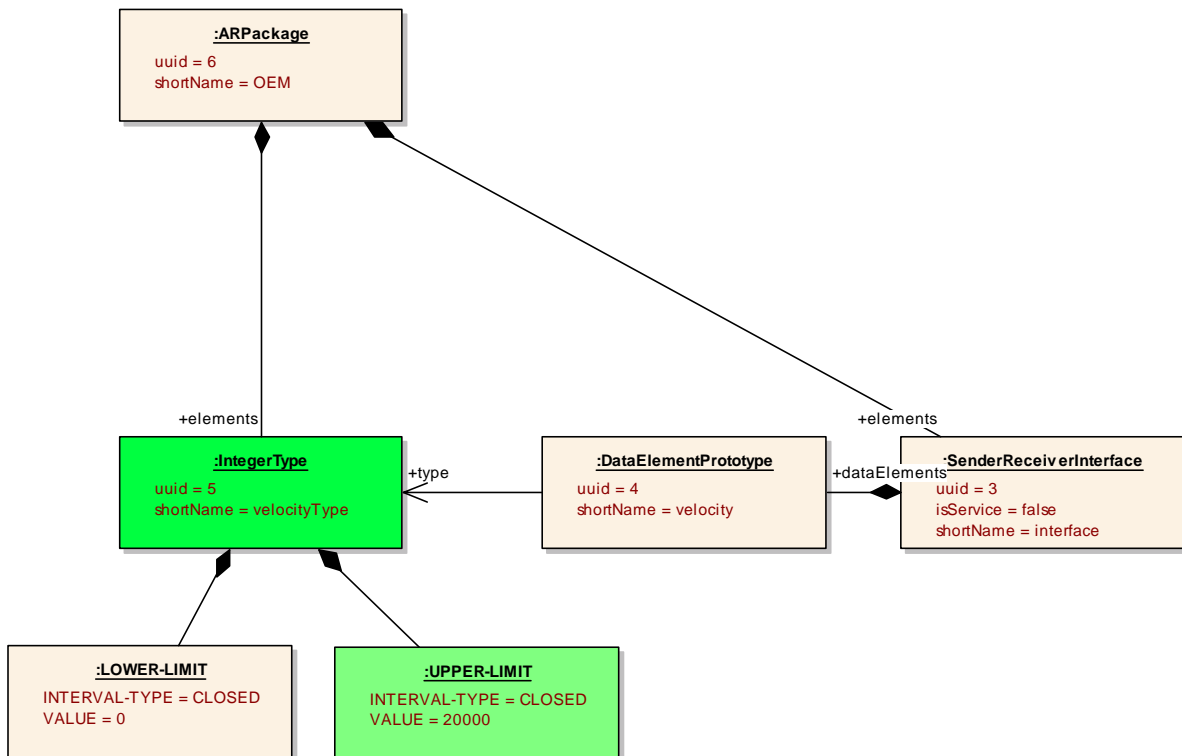 :ARPackage
uuid = 6
shortName = OEM
+elements
+elements
:IntegerType
uuid = 5
shortName = velocityType
+type
:DataElementPrototype
uuid = 4
shortName = velocity
+dataElements
:SenderReceiverInterface
uuid = 3
isService = false
shortName = interface
:LOWER-LIMIT
INTERVAL-TYPE = CLOSED
VALUE = 0
:UPPER-LIMIT
INTERVAL-TYPE = CLOSED
VALUE = 20000